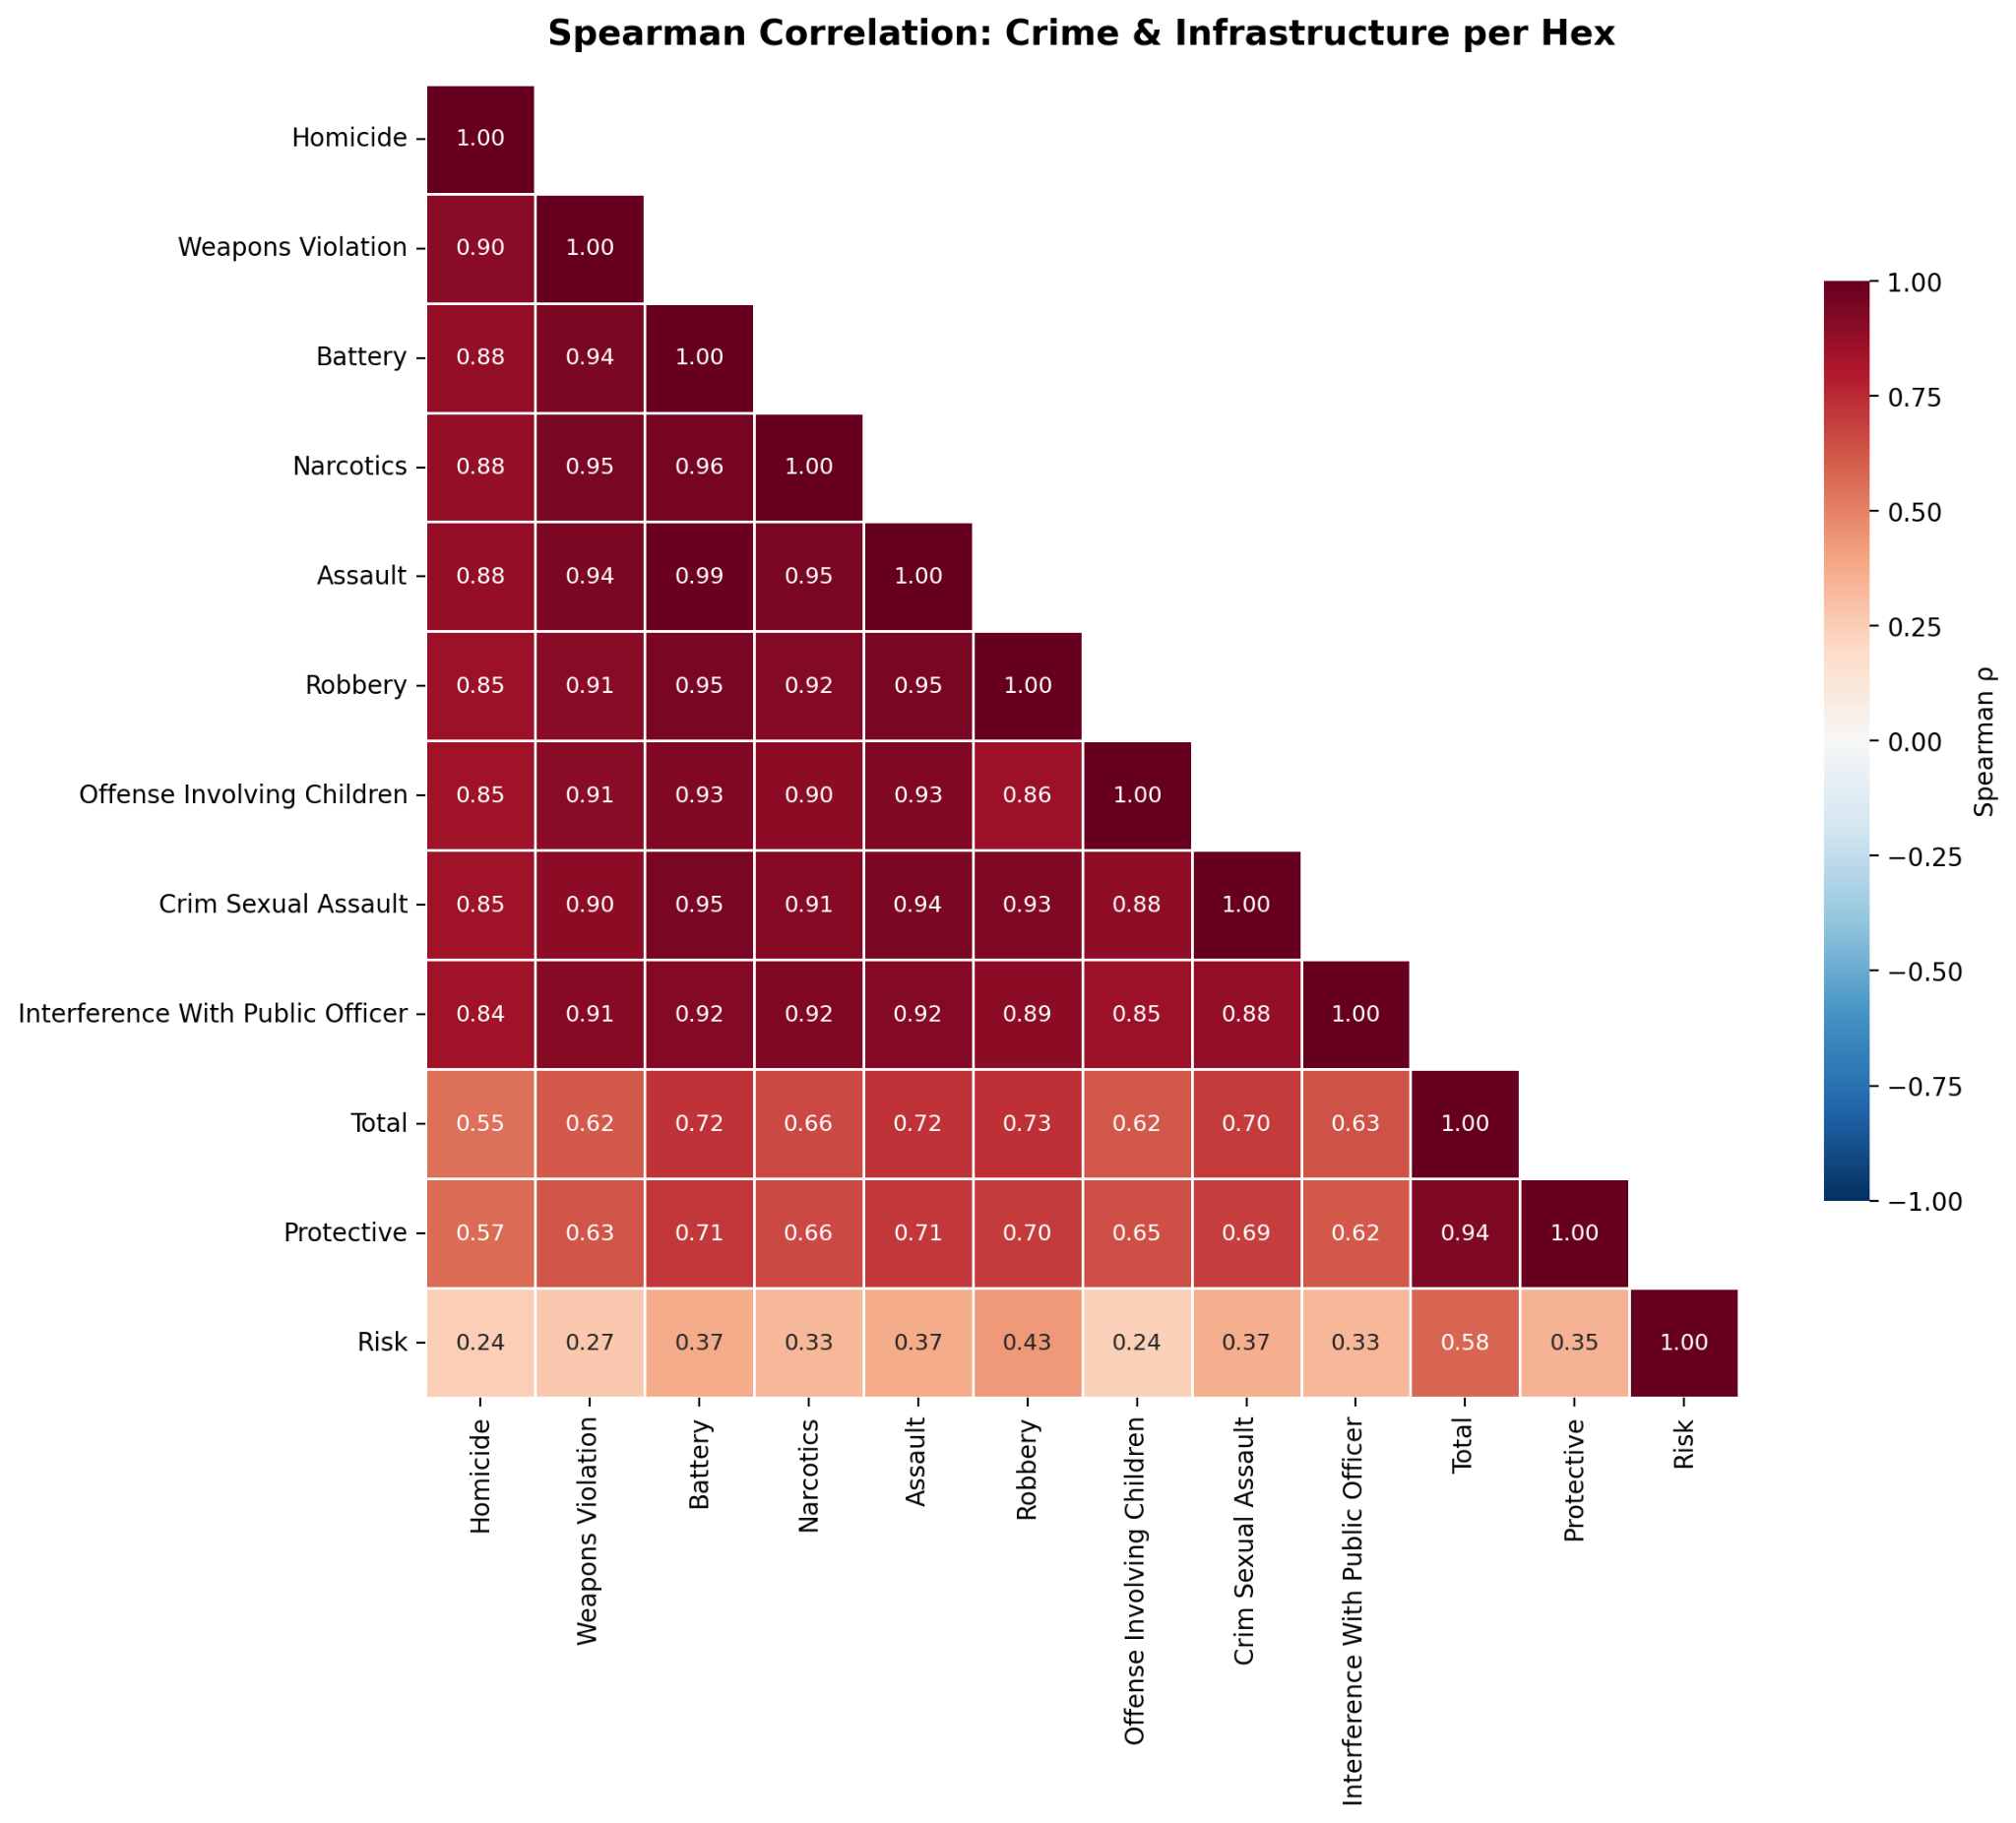 Spearman Correlation: Crime & Infrastructure per Hex
Homicide 1.00
Weapons Violation 0.90 1.00
Battery 0.88 0.94 1.00
Narcotics 0.88 0.95 0.96 1.00
Assault 0.88 0.94 0.99 0.95 1.00
Robbery 0.85 0.91 0.95 0.92 0.95 1.00
Offense Involving Children 0.85 0.91 0.93 0.90 0.93 0.86 1.00
Crim Sexual Assault 0.85 0.90 0.95 0.91 0.94 0.93 0.88 1.00
Interference With Public Officer 0.84 0.91 0.92 0.92 0.92 0.89 0.85 0.88 1.00
Total 0.55 0.62 0.72 0.66 0.72 0.73 0.62 0.70 0.63 1.00
Protective 0.57 0.63 0.71 0.66 0.71 0.70 0.65 0.69 0.62 0.94 1.00
Risk 0.24 0.27 0.37 0.33 0.37 0.43 0.24 0.37 0.33 0.58 0.35 1.00
Homicide
Weapons Violation
Battery
Narcotics
Assault
Robbery
Offense Involving Children
Crim Sexual Assault
Interference With Public Officer
Total
Protective
Risk
1.00
0.75
0.50
0.25
0.00
−0.25
−0.50
−0.75
−1.00
Spearman ρ